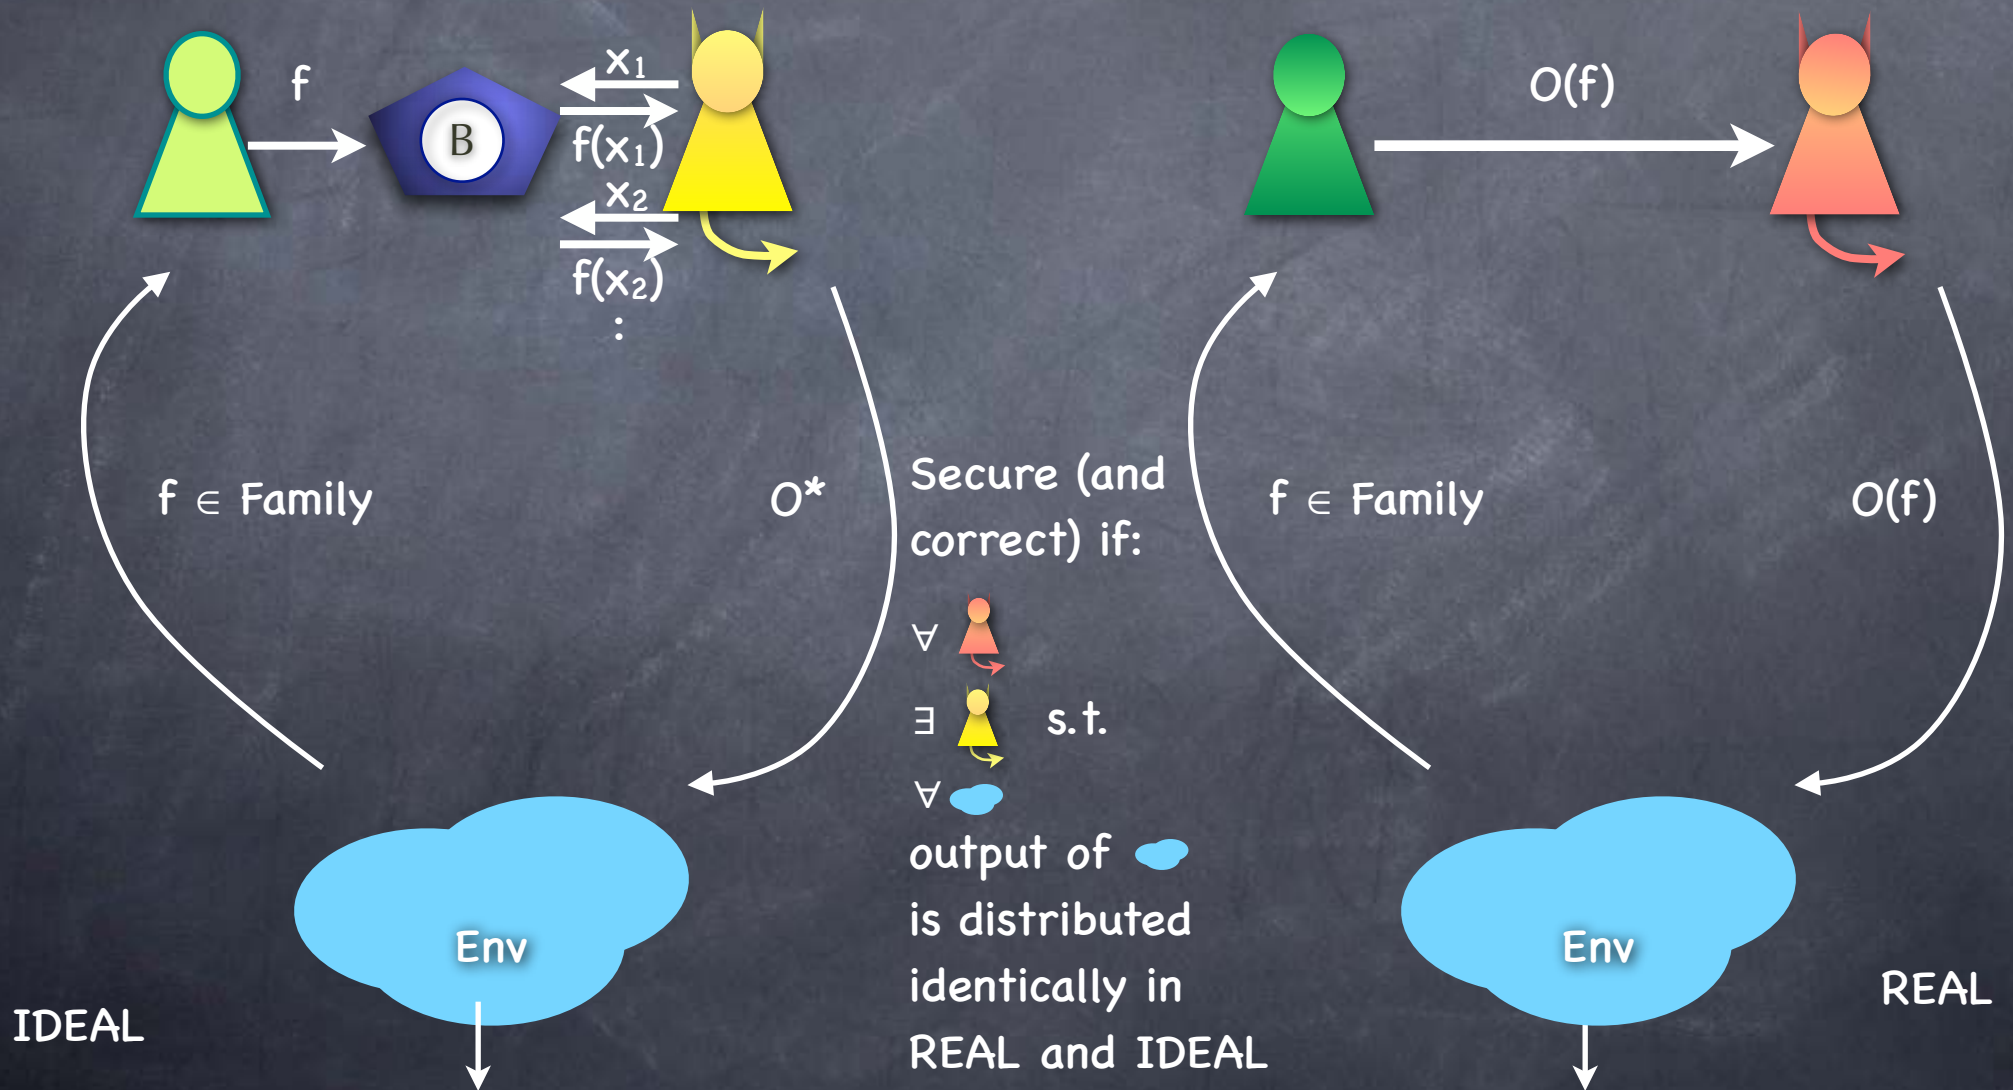 f
B
x₁
f(x₁)
x₂
f(x₂)
:
O(f)
f ∈ Family
O*
Secure (and
correct) if:
∀
∃ s.t.
∀
output of
is distributed
identically in
REAL and IDEAL
f ∈ Family
O(f)
Env
IDEAL
Env
REAL